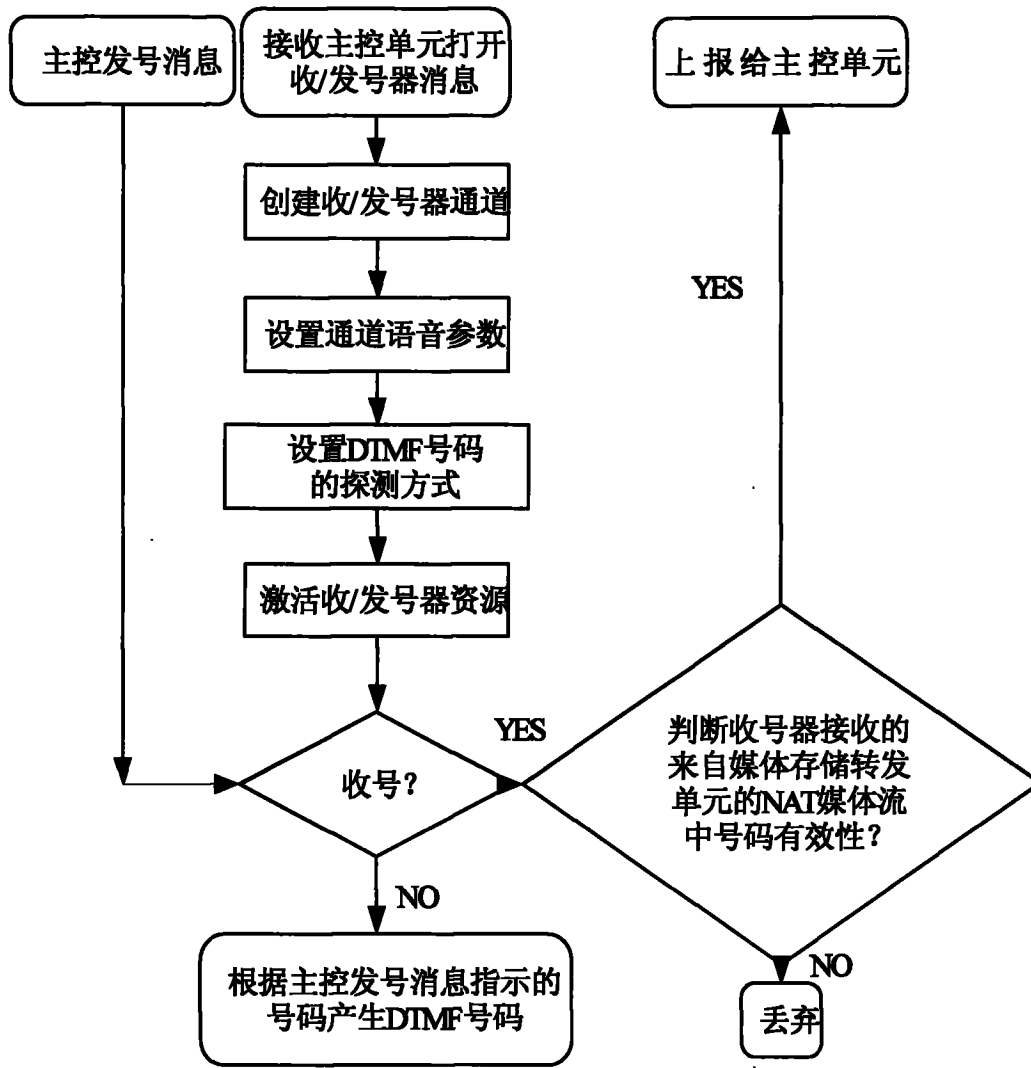 主控发号消息
接收主控单元打开
收/发号器消息
上报给主控单元
创建收/发号器通道
YES
设置通道语音参数
设置DTMF号码
的探测方式
激活收/发号器资源
YES
收号？
判断收号器接收的
来自媒体存储转发
单元的NAT媒体流
中号码有效性？
NO
NO
根据主控发号消息指示的
号码产生DTMF号码
丢弃